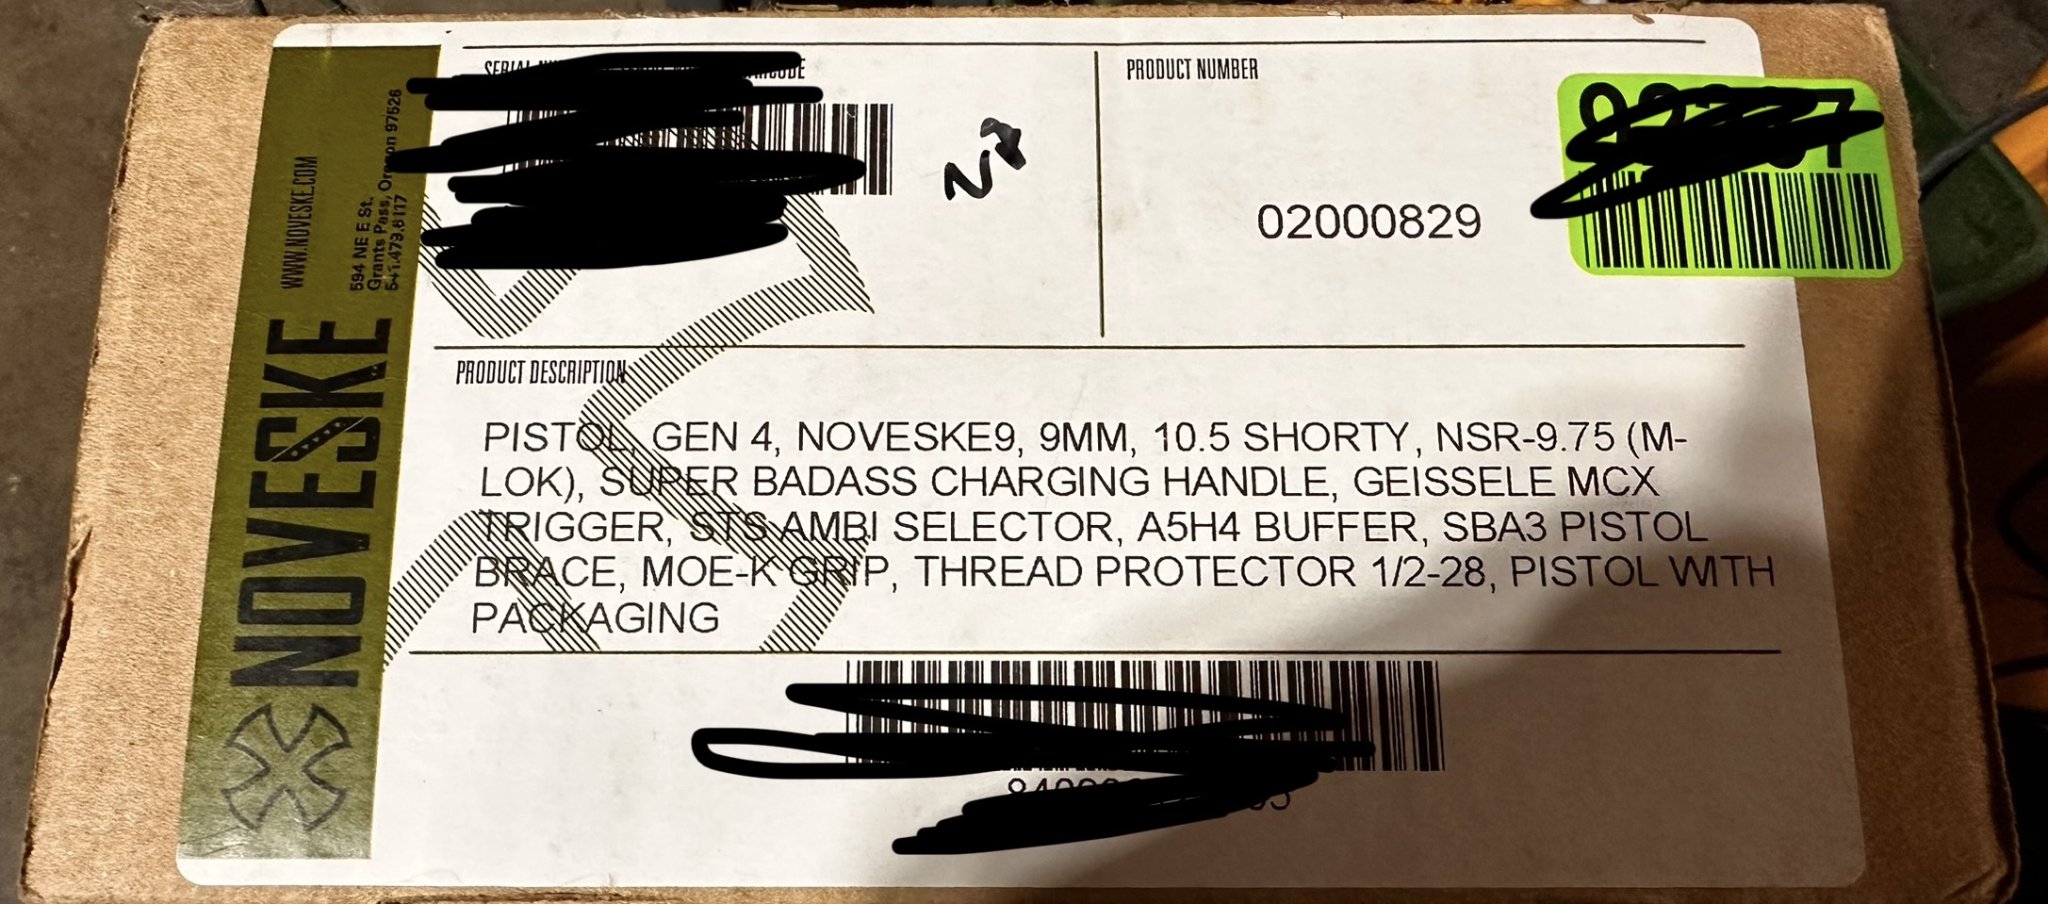 WWW.NOVESKE.COM
594 NE E St.
Grants Pass, Oregon 97526
541.479.6117
NOVESKE
PRODUCT NUMBER
02000829
PRODUCT DESCRIPTION
PISTOL, GEN 4, NOVESKE9, 9MM, 10.5 SHORTY, NSR-9.75 (M-
LOK), SUPER BADASS CHARGING HANDLE, GEISSELE MCX
TRIGGER, STS AMBI SELECTOR, A5H4 BUFFER, SBA3 PISTOL
BRACE, MOE-K GRIP, THREAD PROTECTOR 1/2-28, PISTOL WITH
PACKAGING